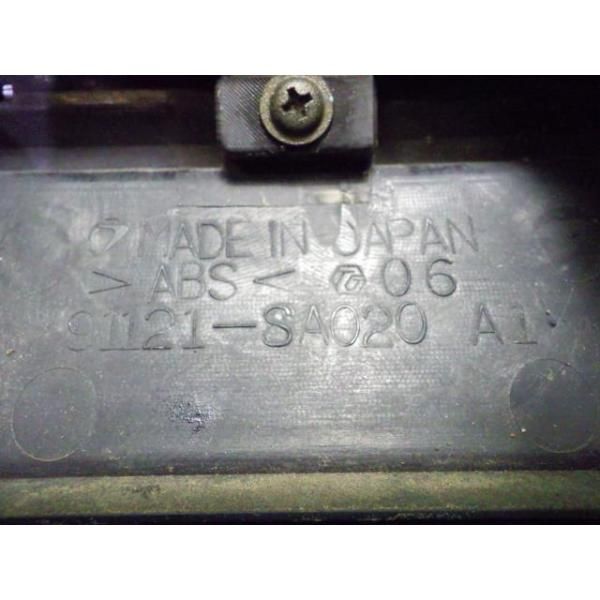 MADE IN JAPAN
> ABS < 06
91121-SA020 A1